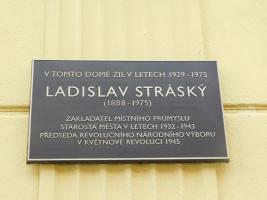 V TOMTO DOMĚ ŽIL V LETECH 1929-1975
LADISLAV STRÁSKÝ
(1888-1975)
ZAKLADATEL MÍSTNÍHO PRŮMYSLU
STAROSTA MĚSTA V LETECH 1932-1943
PŘEDSEDA REVOLUČNÍHO NÁRODNÍHO VÝBORU
V KVĚTNOVÉ REVOLUCI 1945